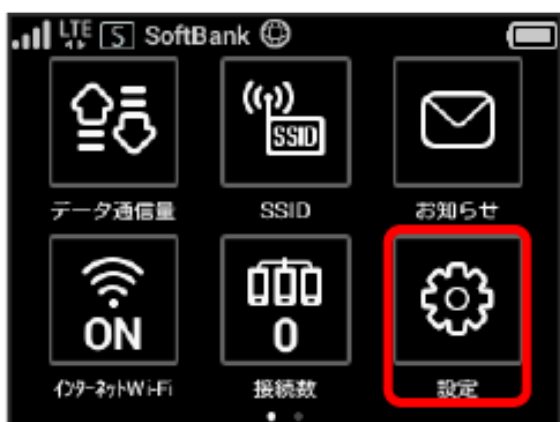 LTE S SoftBank
SSID
データ通信量 SSID お知らせ
ON 0
インターネットWi-Fi 接続数 設定